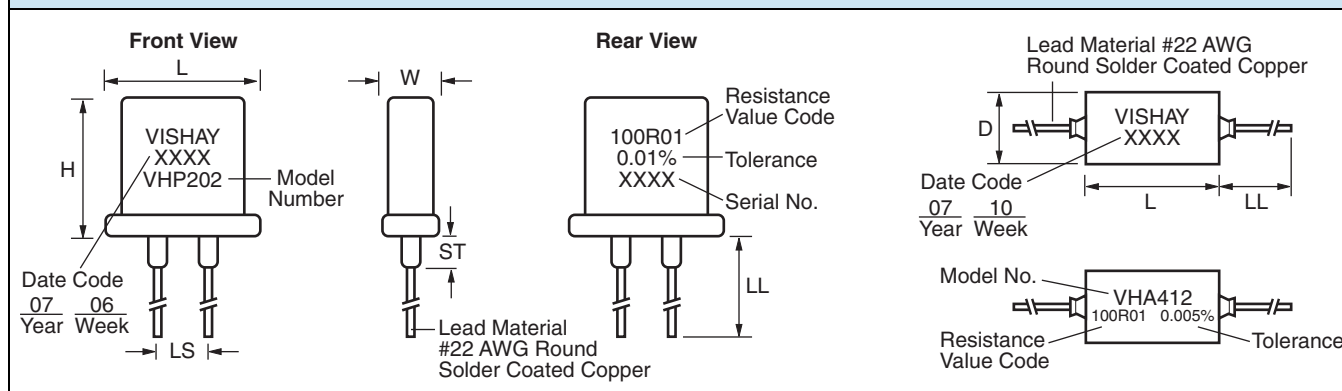 Front View
L
H
VISHAY
XXXX
VHP202
Model
Number
Date Code
07 06
Year Week
LS
W
ST
Lead Material
#22 AWG Round
Solder Coated Copper
Rear View
100R01
0.01%
XXXX
Resistance
Value Code
Tolerance
Serial No.
LL
Lead Material #22 AWG
Round Solder Coated Copper
D
VISHAY
XXXX
Date Code
07 10
Year Week
L
LL
Model No.
VHA412
100R01 0.005%
Resistance
Value Code
Tolerance